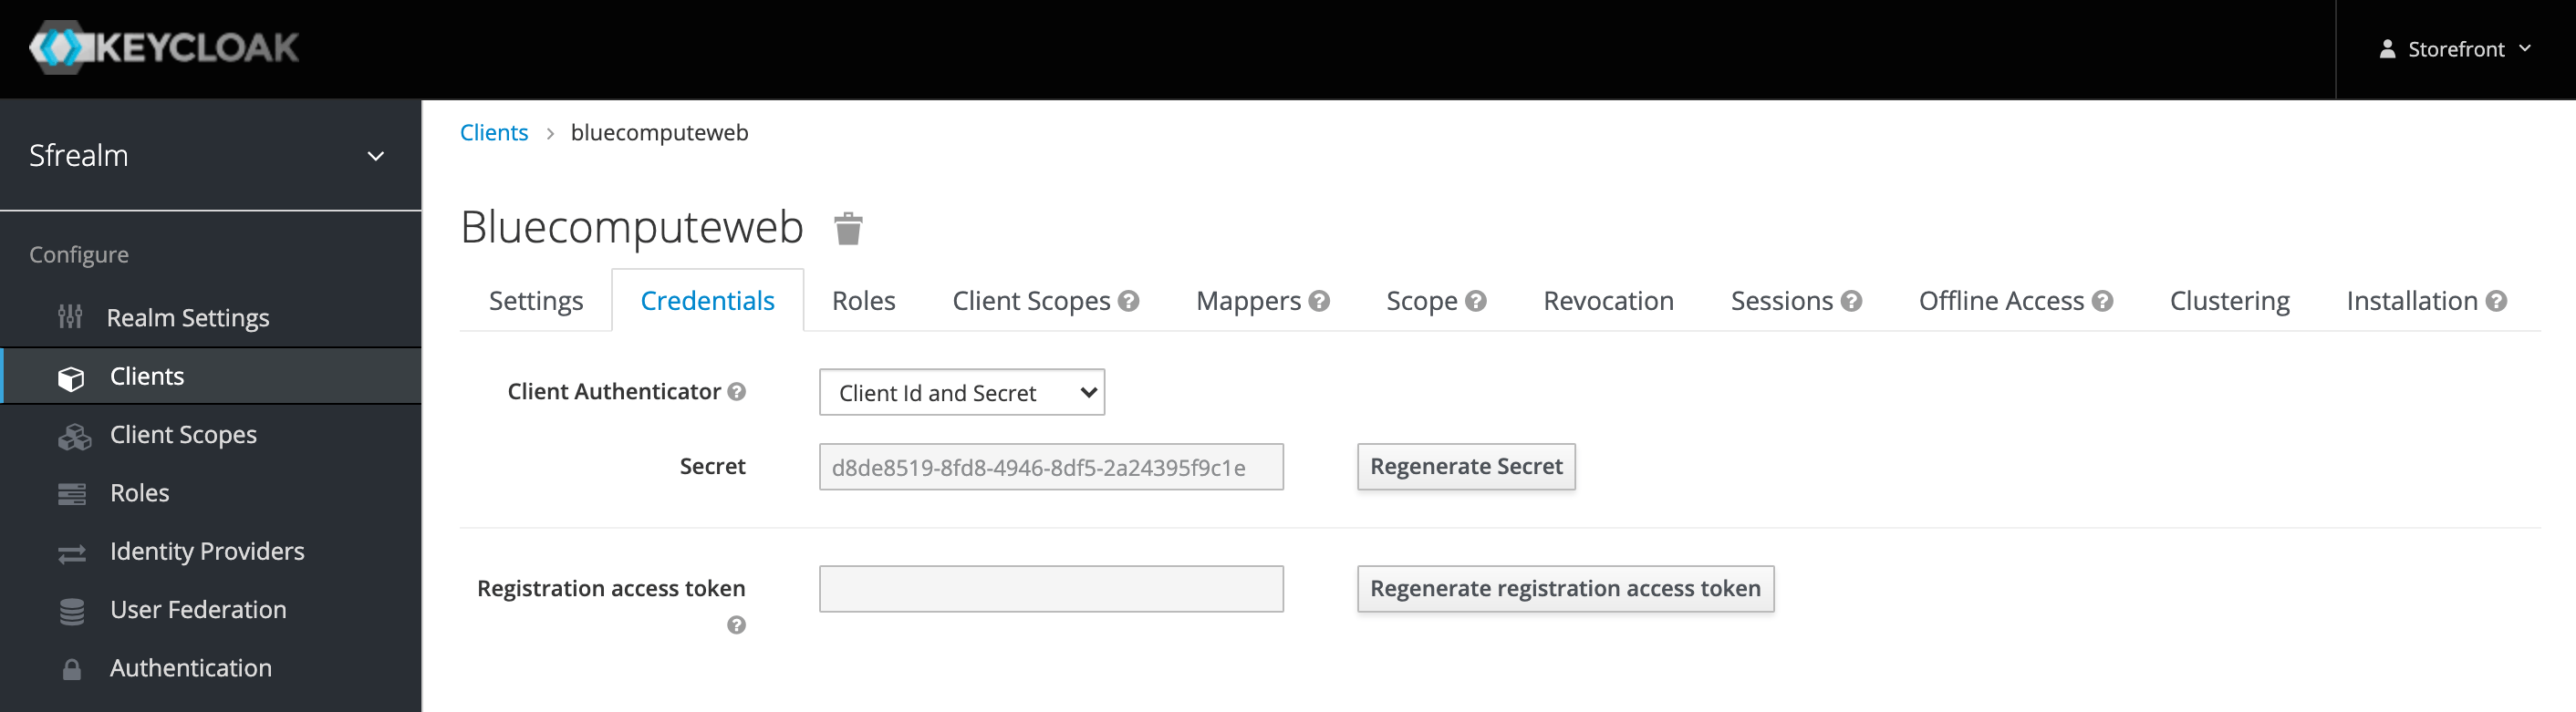 KEYCLOAK
Storefront
Sfrealm
Configure
Realm Settings
Clients
Client Scopes
Roles
Identity Providers
User Federation
Authentication
Clients > bluecomputeweb
Bluecomputeweb
Settings Credentials Roles Client Scopes ? Mappers ? Scope ? Revocation Sessions ? Offline Access ? Clustering Installation ?
Client Authenticator ? Client Id and Secret
Secret d8de8519-8fd8-4946-8df5-2a24395f9c1e Regenerate Secret
Registration access token Regenerate registration access token
?